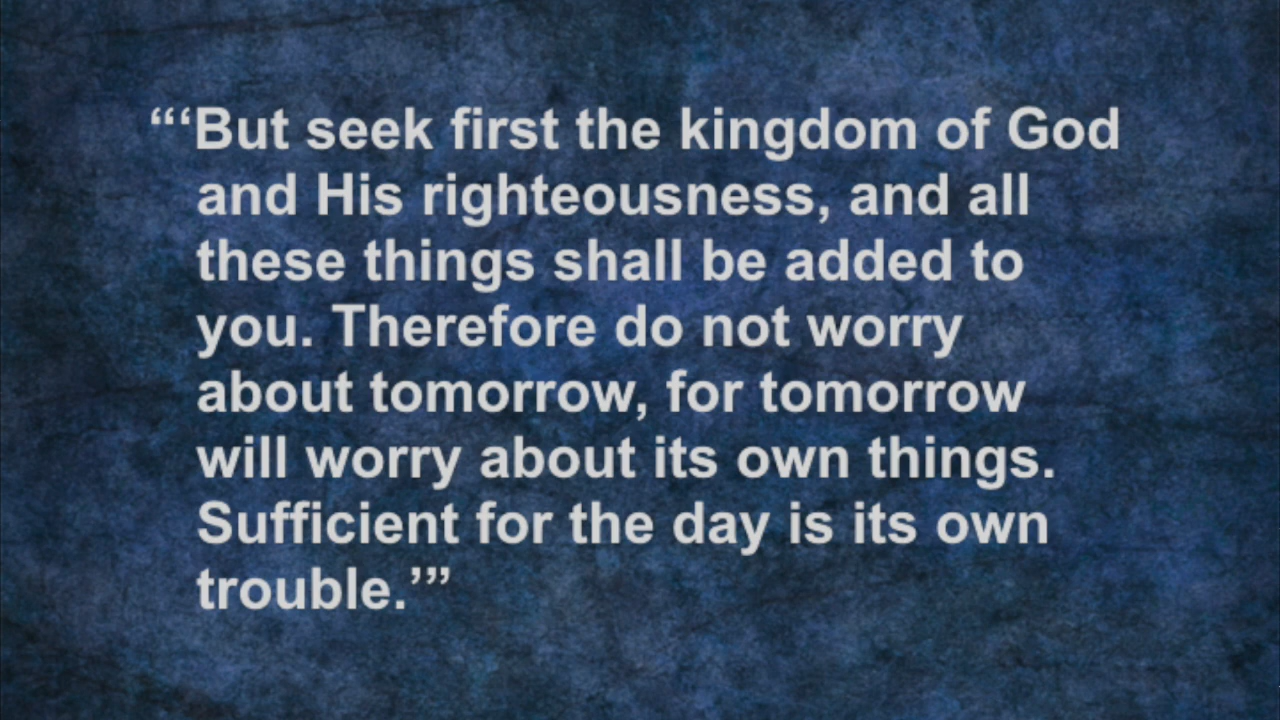 “‘But seek first the kingdom of God
and His righteousness, and all
these things shall be added to
you. Therefore do not worry
about tomorrow, for tomorrow
will worry about its own things.
Sufficient for the day is its own
trouble.’”